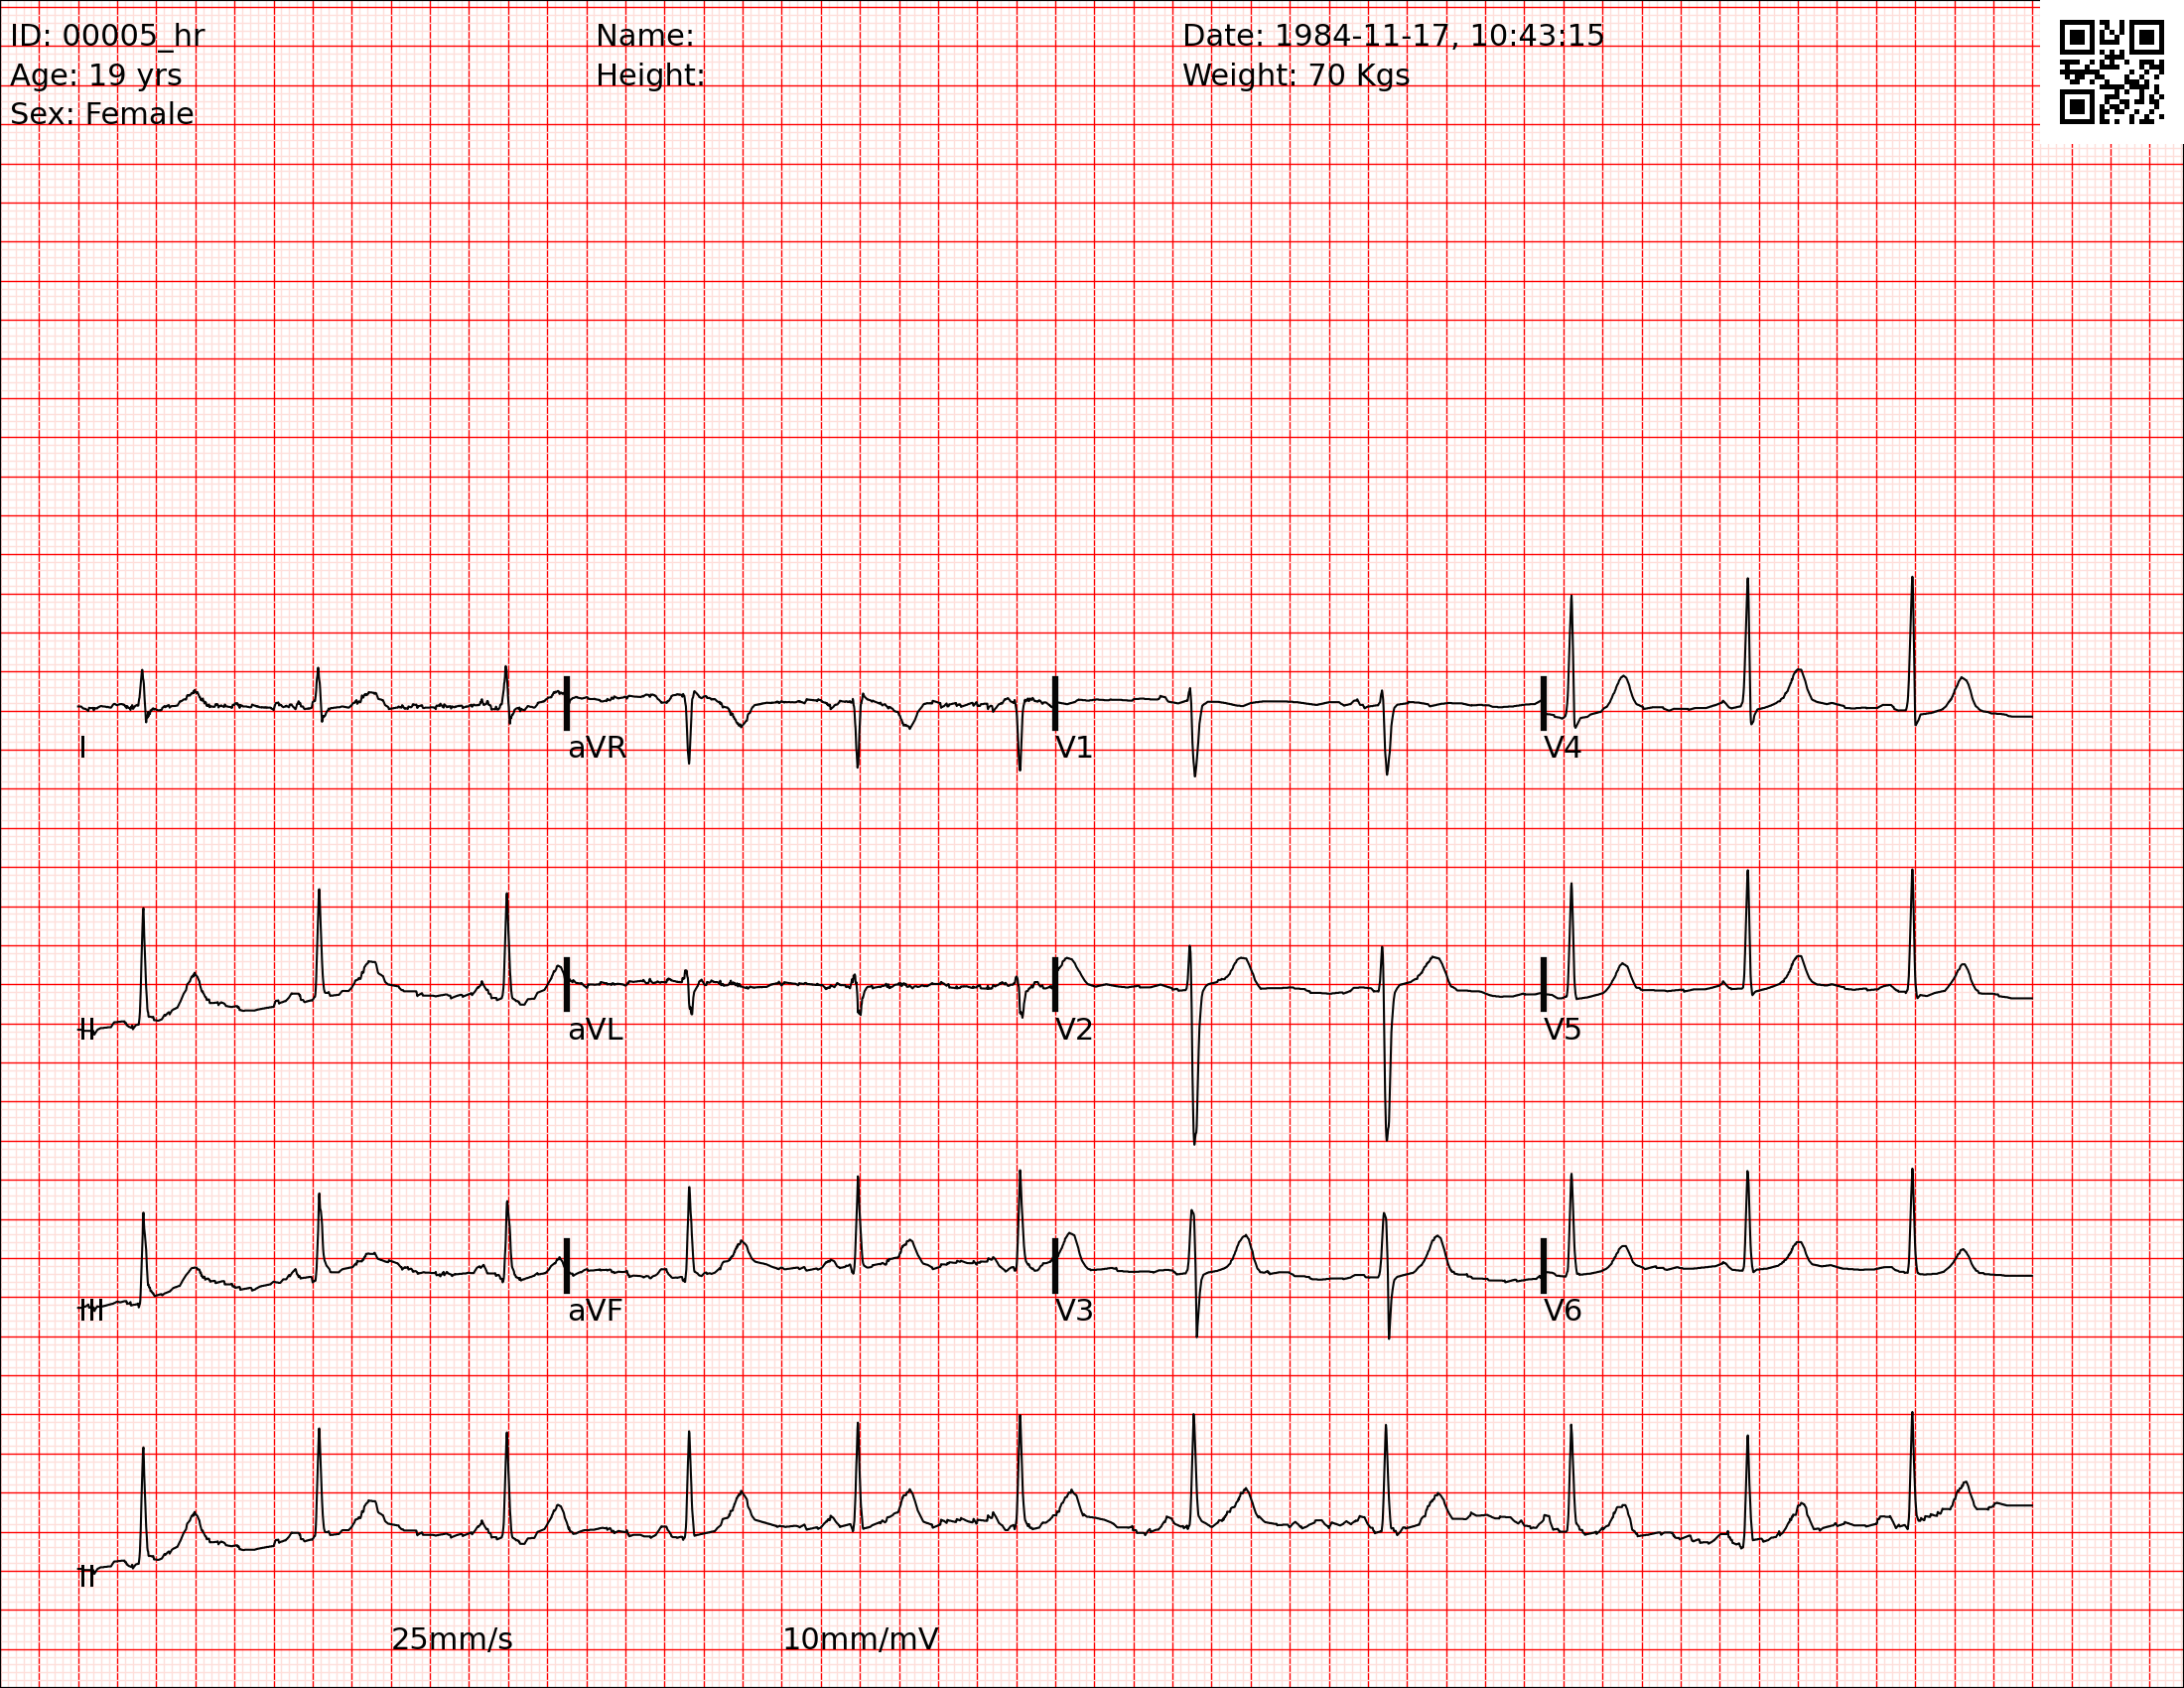 ID: 00005_hr
Name:
Date: 1984-11-17, 10:43:15
Age: 19 yrs
Height:
Weight: 70 Kgs
Sex: Female
I
aVR
V1
V4
II
aVL
V2
V5
III
aVF
V3
V6
II
25mm/s
10mm/mV